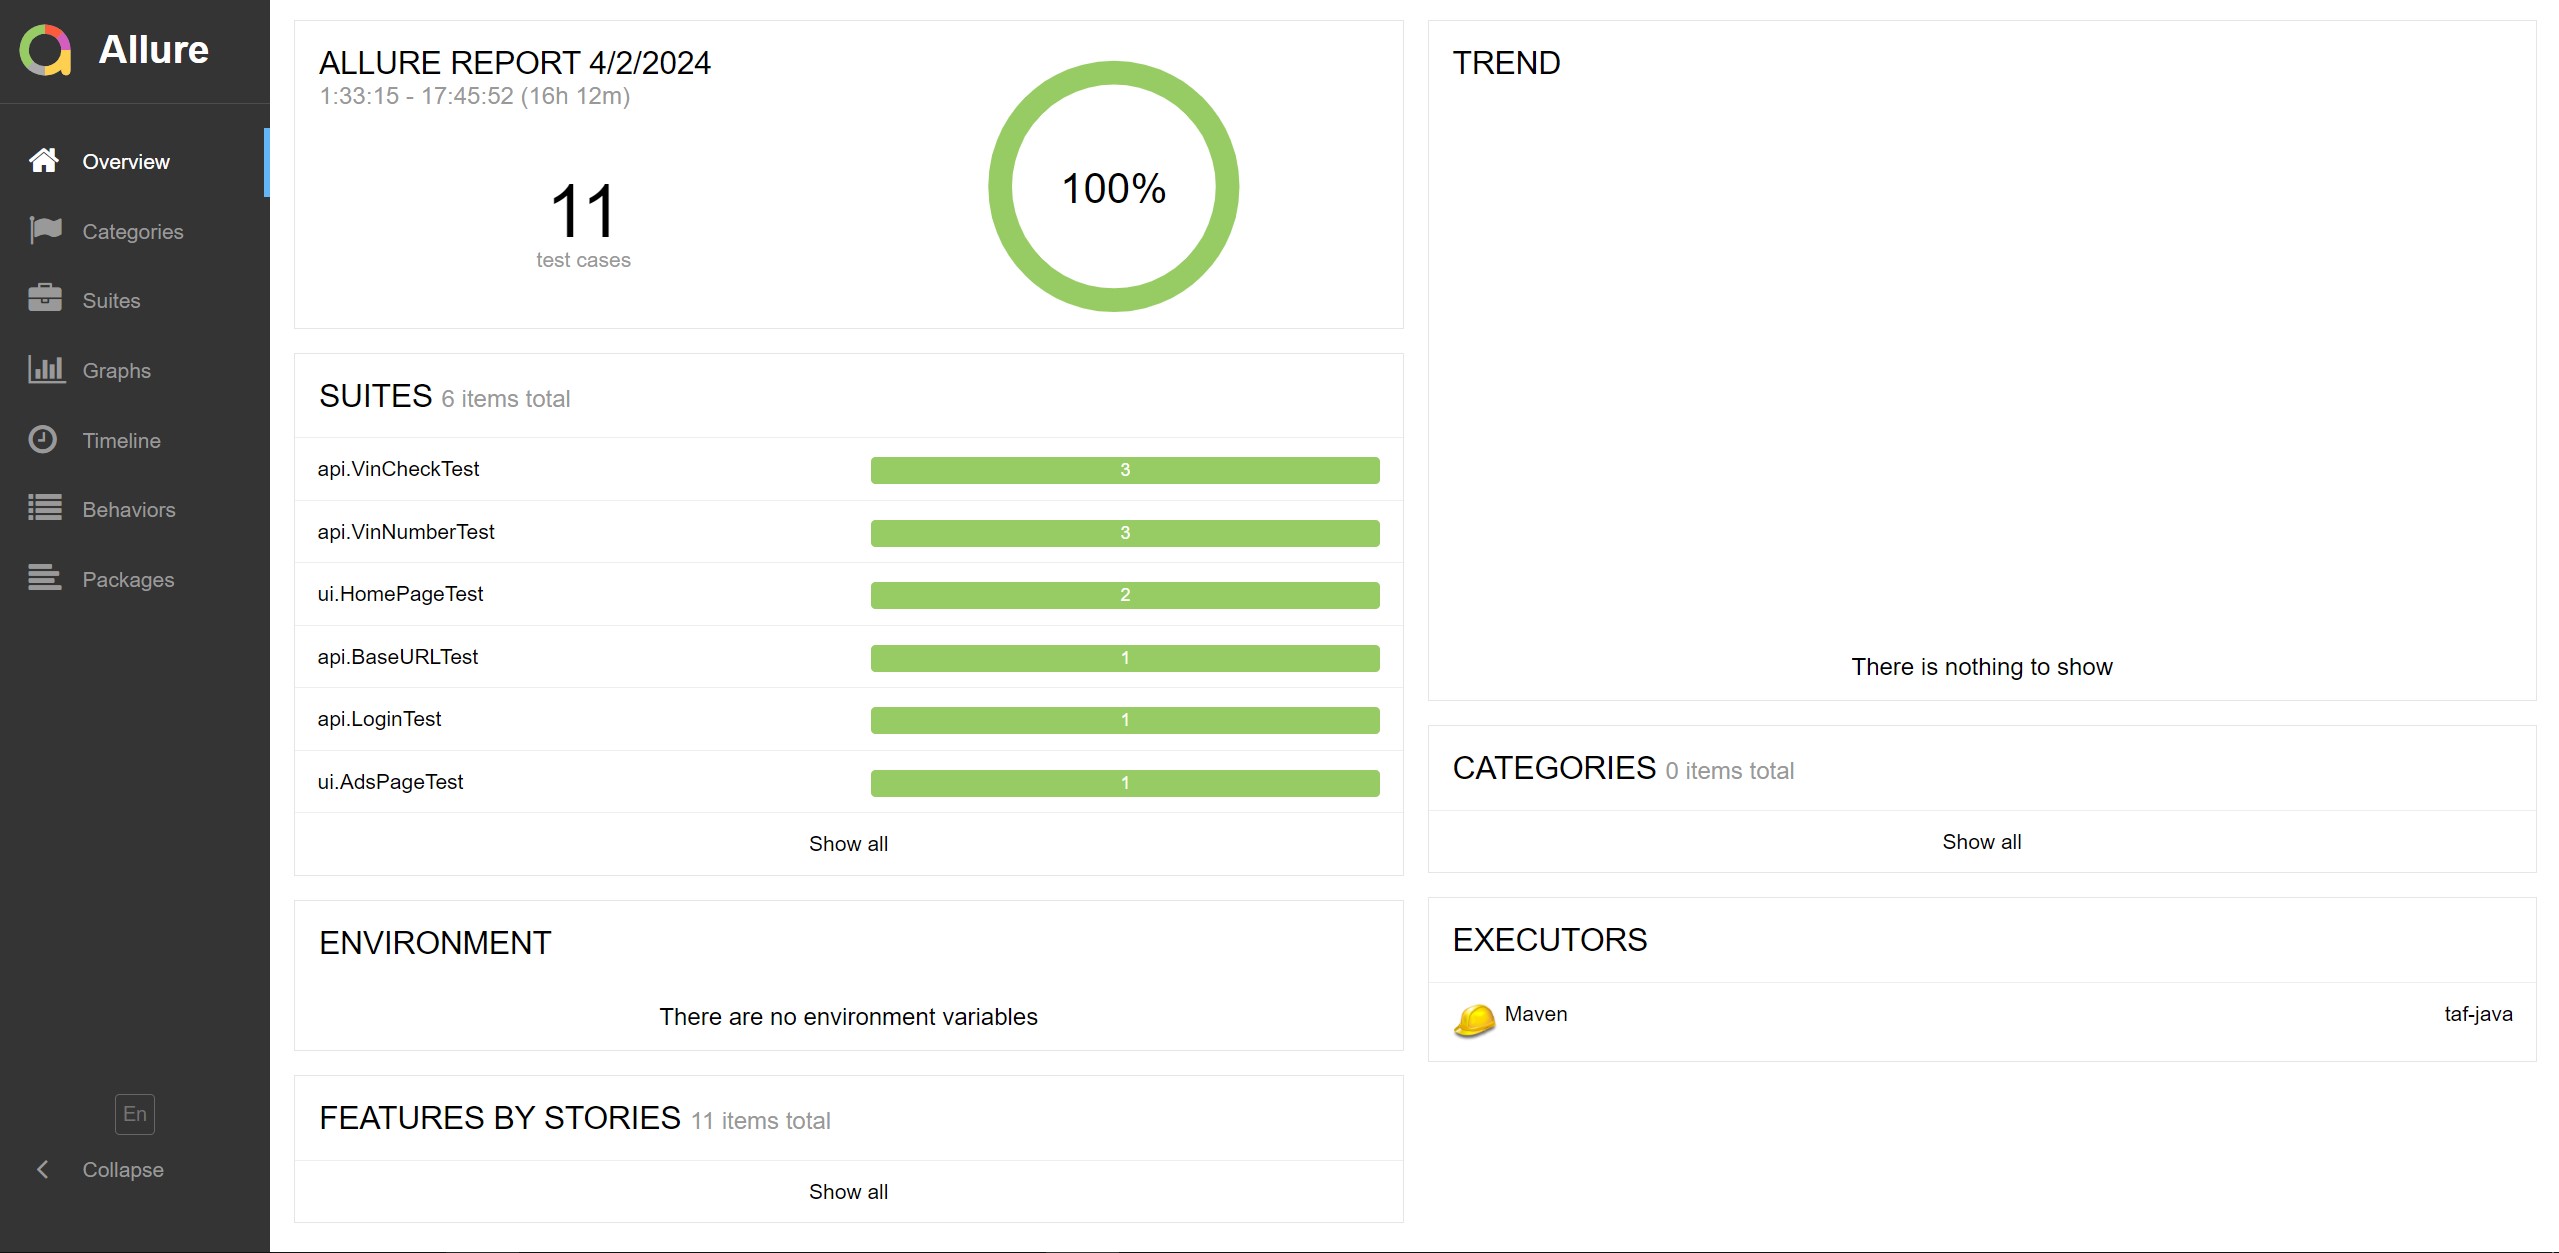 Allure
Overview
Categories
Suites
Graphs
Timeline
Behaviors
Packages
En
Collapse
ALLURE REPORT 4/2/2024
1:33:15 - 17:45:52 (16h 12m)
11
test cases
100%
SUITES 6 items total
api.VinCheckTest 3
api.VinNumberTest 3
ui.HomePageTest 2
api.BaseURLTest 1
api.LoginTest 1
ui.AdsPageTest 1
Show all
ENVIRONMENT
There are no environment variables
FEATURES BY STORIES 11 items total
Show all
TREND
There is nothing to show
CATEGORIES 0 items total
Show all
EXECUTORS
Maven taf-java